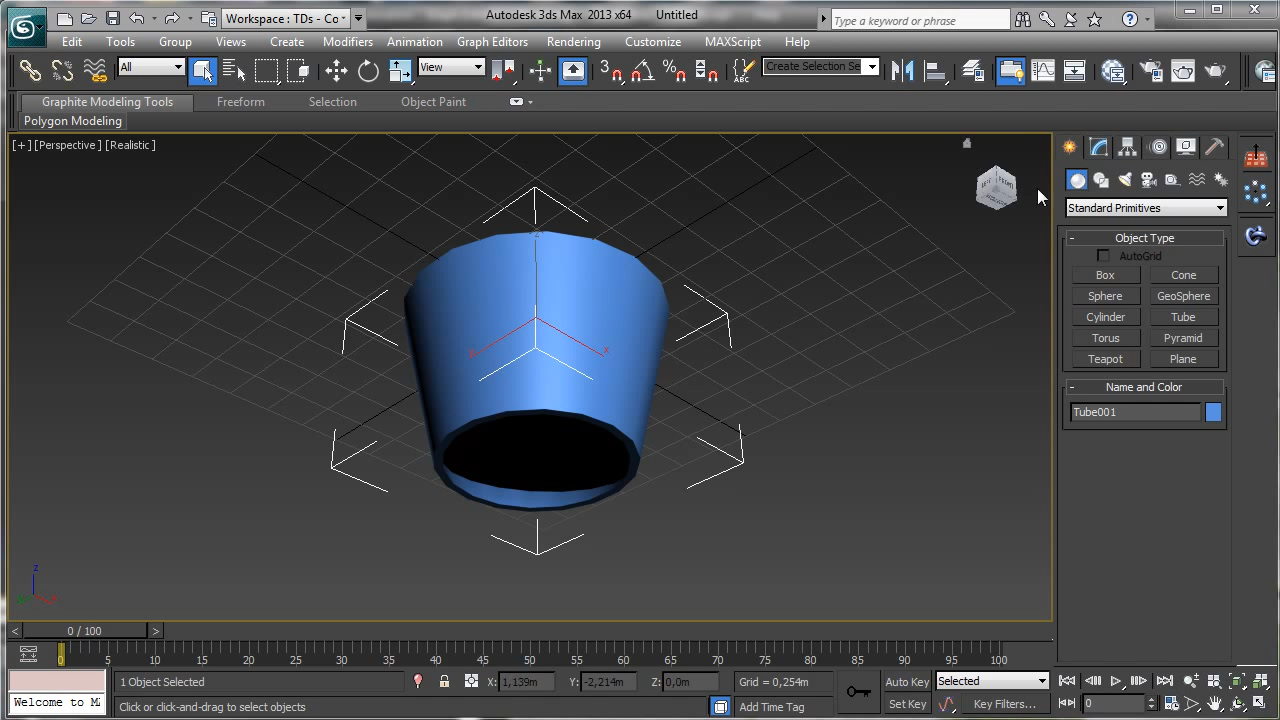 Workspace : TDs - Co
Autodesk 3ds Max 2013 x64 Untitled
Type a keyword or phrase
Edit Tools Group Views Create Modifiers Animation Graph Editors Rendering Customize MAXScript Help
All
View
3
ABC
Create Selection Se
Graphite Modeling Tools Freeform Selection Object Paint
Polygon Modeling
[+] [Perspective] [Realistic]
z
x
z
Standard Primitives
- Object Type
AutoGrid
Box Cone
Sphere GeoSphere
Cylinder Tube
Torus Pyramid
Teapot Plane
- Name and Color
Tube001
< 0 / 100 >
0 5 10 15 20 25 30 35 40 45 50 55 60 65 70 75 80 85 90 95 100
1 Object Selected X: 1,139m Y: -2,214m Z: 0,0m Grid = 0,254m Auto Key Selected
Welcome to MA Click or click-and-drag to select objects Add Time Tag Set Key Key Filters... 0